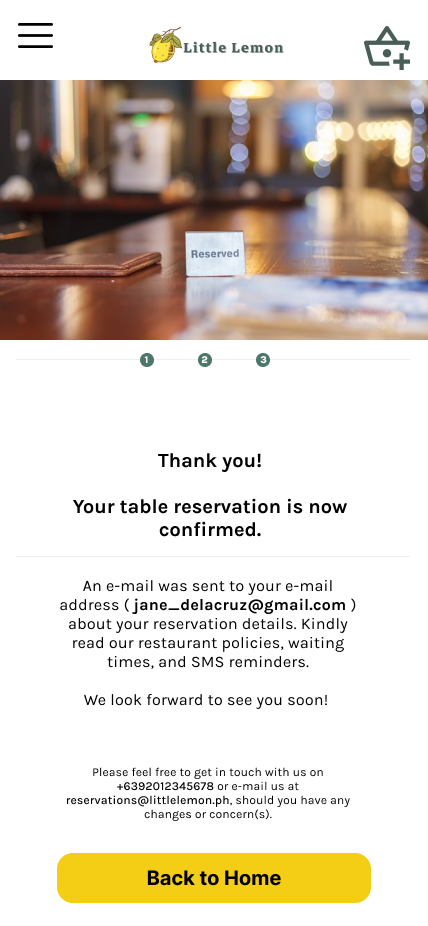 Little Lemon
Reserved
1 2 3
Thank you!
Your table reservation is now
confirmed.
An e-mail was sent to your e-mail
address ( jane_delacruz@gmail.com )
about your reservation details. Kindly
read our restaurant policies, waiting
times, and SMS reminders.
We look forward to see you soon!
Please feel free to get in touch with us on
+6392012345678 or e-mail us at
reservations@littlelemon.ph, should you have any
changes or concern(s).
Back to Home